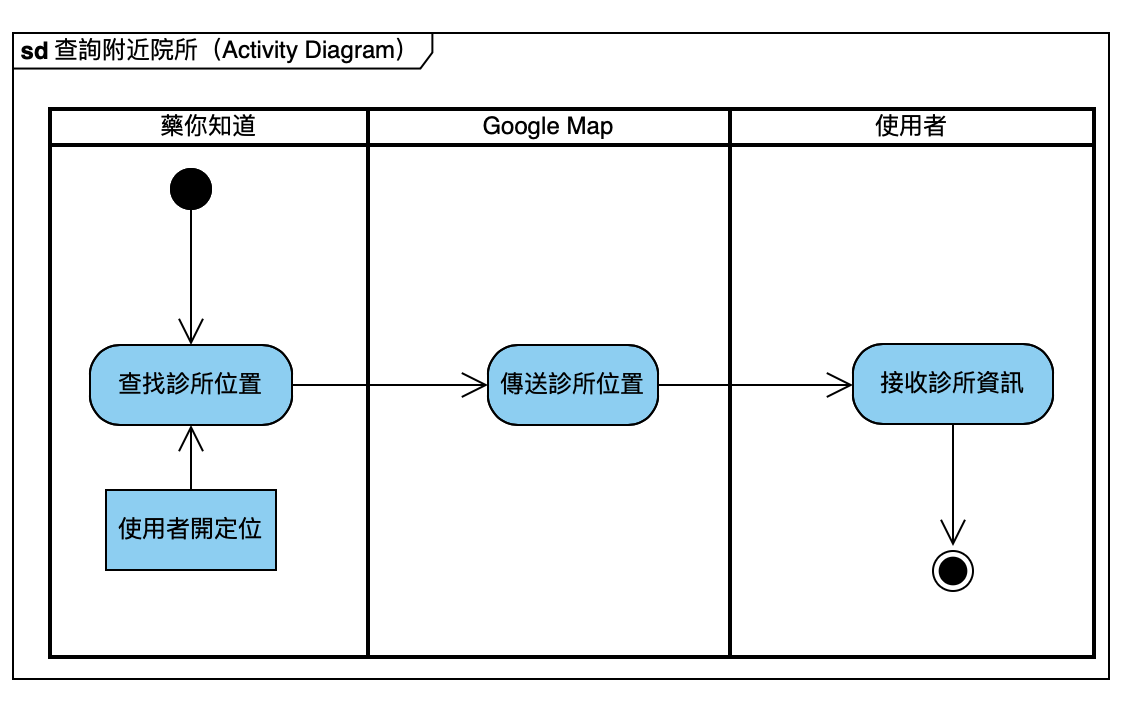 sd 查詢附近院所（Activity Diagram）
藥你知道
Google Map
使用者
查找診所位置
傳送診所位置
接收診所資訊
使用者開定位